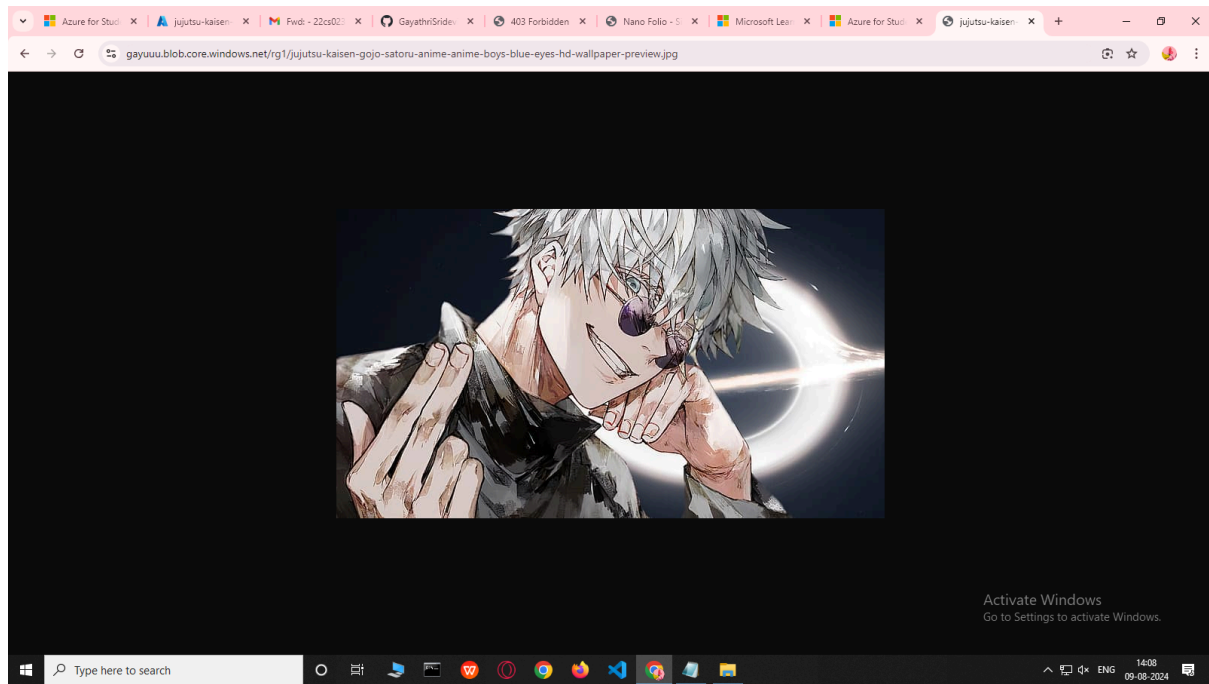 Azure for Stud
jujutsu-kaisen-
Fwd: - 22cs023
GayathriSridev
403 Forbidden
Nano Folio - S
Microsoft Lear
Azure for Stud
jujutsu-kaisen-
gayuuu.blob.core.windows.net/rg1/jujutsu-kaisen-gojo-satoru-anime-anime-boys-blue-eyes-hd-wallpaper-preview.jpg
Activate Windows
Go to Settings to activate Windows.
Type here to search
ENG
14:08
09-08-2024